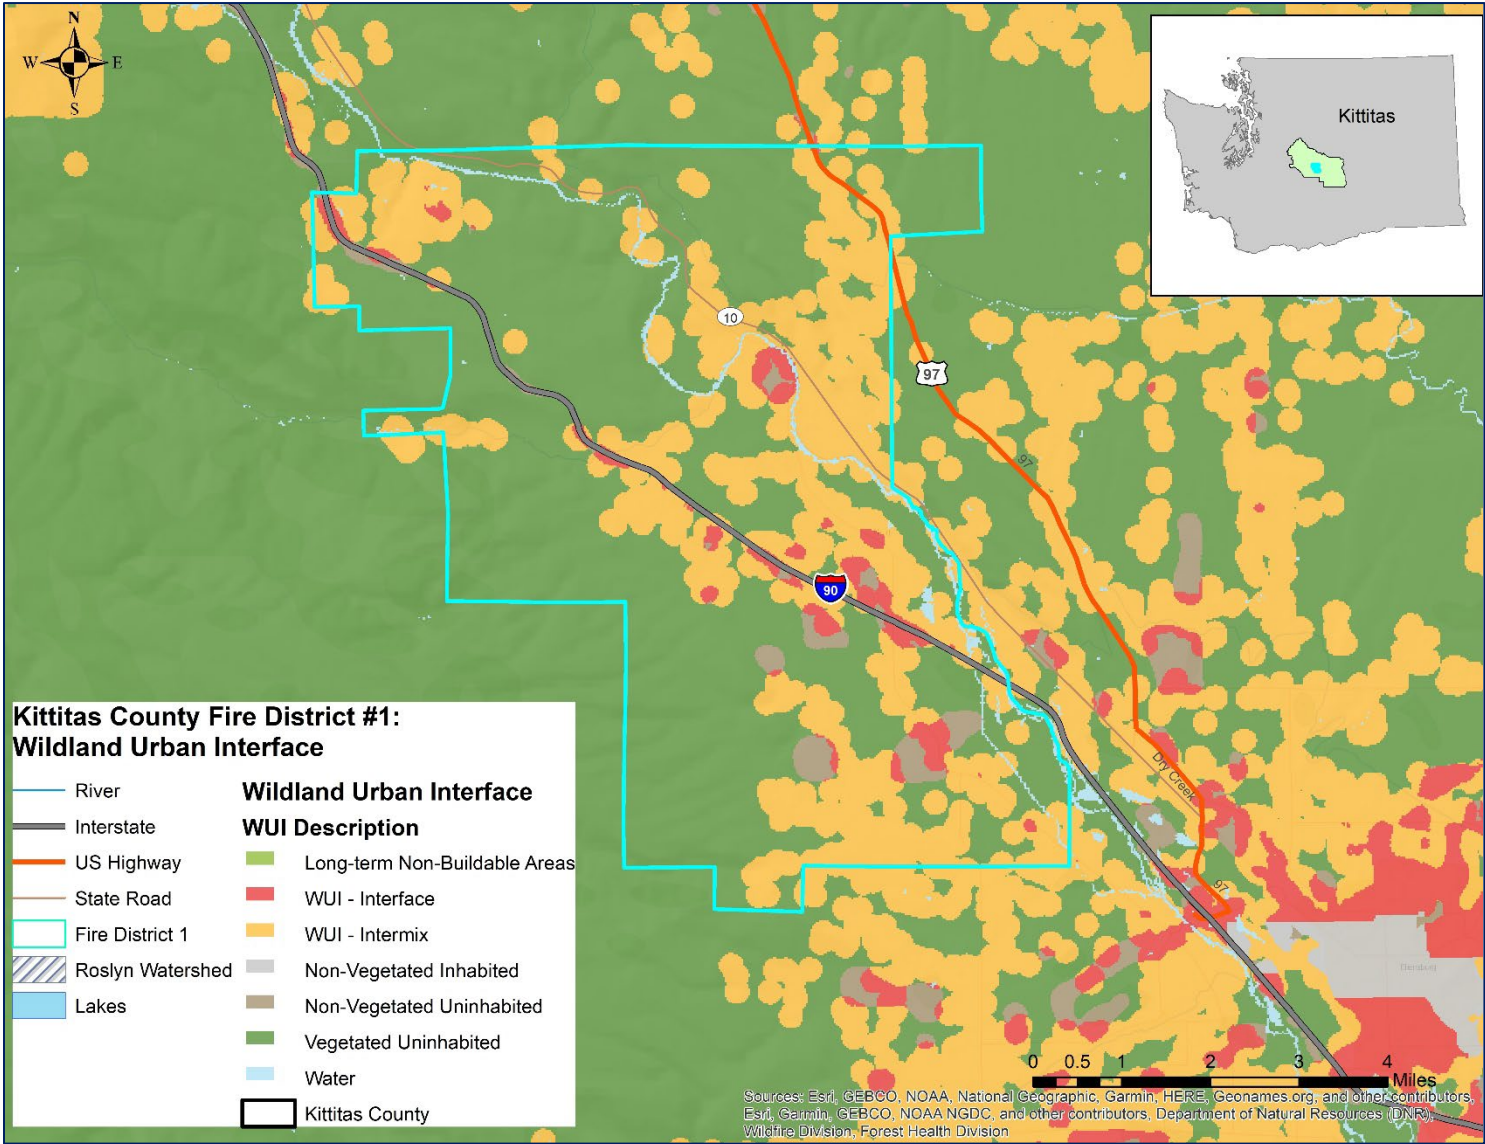 N
W E
S
Kittitas
10
97
97
90
Dry Creek
97
Kittitas County Fire District #1:
Wildland Urban Interface
River
Interstate
US Highway
State Road
Fire District 1
Roslyn Watershed
Lakes
Wildland Urban Interface
WUI Description
Long-term Non-Buildable Areas
WUI - Interface
WUI - Intermix
Non-Vegetated Inhabited
Non-Vegetated Uninhabited
Vegetated Uninhabited
Water
Kittitas County
0 0.5 1 2 3 4
Miles
Sources: Esri, GEBCO, NOAA, National Geographic, Garmin, HERE, Geonames.org, and other contributors,
Esri, Garmin, GEBCO, NOAA NGDC, and other contributors, Department of Natural Resources (DNR),
Wildfire Division, Forest Health Division